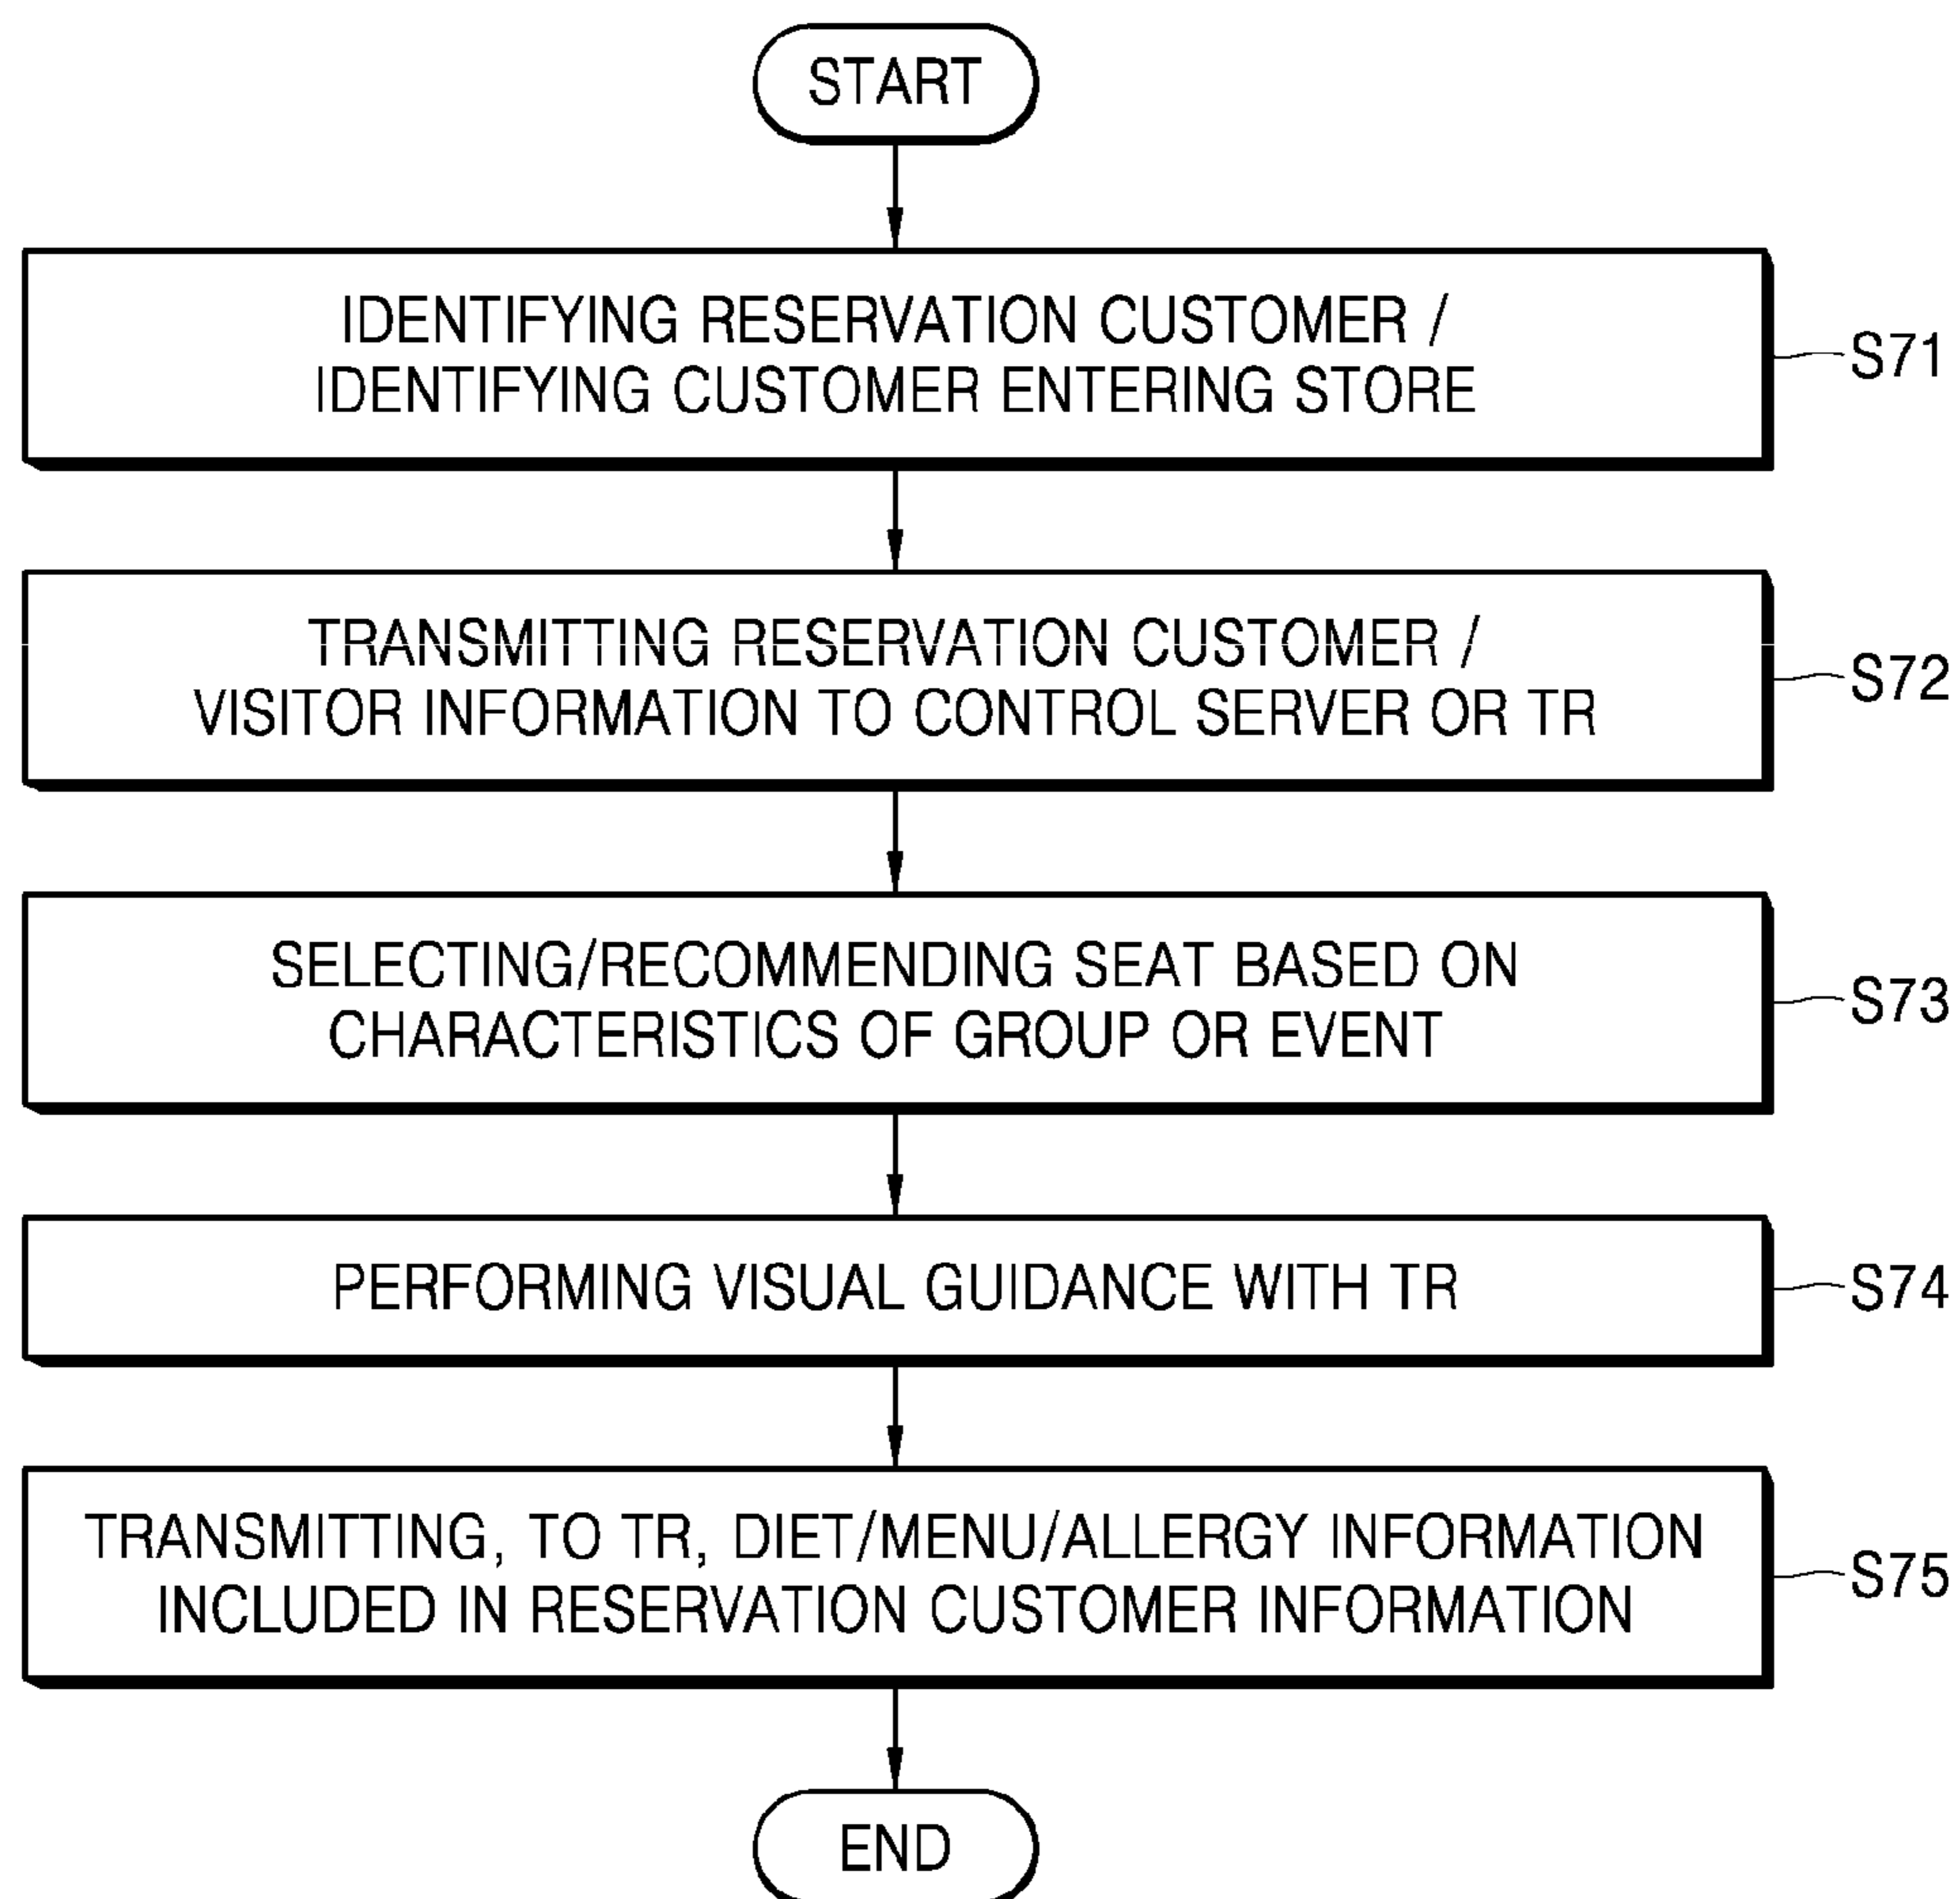 START
IDENTIFYING RESERVATION CUSTOMER /
IDENTIFYING CUSTOMER ENTERING STORE
S71
TRANSMITTING RESERVATION CUSTOMER /
VISITOR INFORMATION TO CONTROL SERVER OR TR
S72
SELECTING/RECOMMENDING SEAT BASED ON
CHARACTERISTICS OF GROUP OR EVENT
S73
PERFORMING VISUAL GUIDANCE WITH TR
S74
TRANSMITTING, TO TR, DIET/MENU/ALLERGY INFORMATION
INCLUDED IN RESERVATION CUSTOMER INFORMATION
S75
END